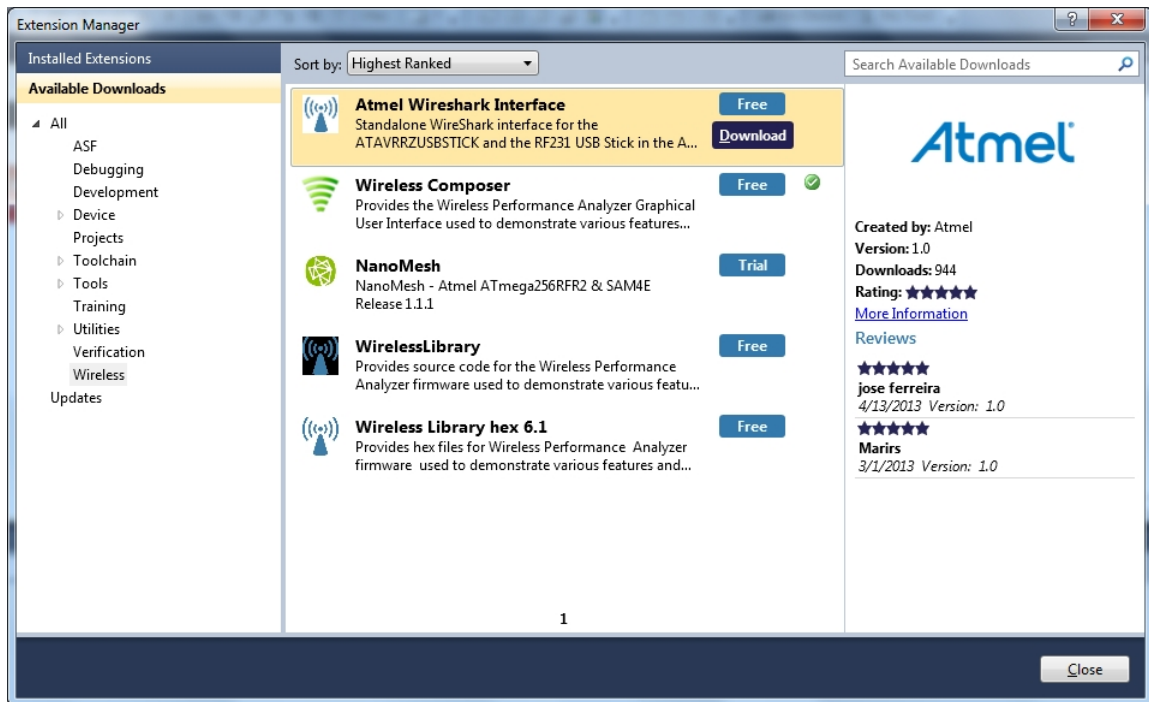 Extension Manager
Installed Extensions
Available Downloads
All
ASF
Debugging
Development
Device
Projects
Toolchain
Tools
Training
Utilities
Verification
Wireless
Updates
Sort by: Highest Ranked
Atmel Wireshark Interface
Free
Standalone WireShark interface for the
ATAVRRZUSBSTICK and the RF231 USB Stick in the A...
Download
Wireless Composer
Free
Provides the Wireless Performance Analyzer Graphical
User Interface used to demonstrate various features...
NanoMesh
Trial
NanoMesh - Atmel ATmega256RFR2 & SAM4E
Release 1.1.1
WirelessLibrary
Free
Provides source code for the Wireless Performance
Analyzer firmware used to demonstrate various featu...
Wireless Library hex 6.1
Free
Provides hex files for Wireless Performance Analyzer
firmware used to demonstrate various features and...
1
Search Available Downloads
Atmel
Created by: Atmel
Version: 1.0
Downloads: 944
Rating: ★★★★★
More Information
Reviews
★★★★★
jose ferreira
4/13/2013 Version: 1.0
★★★★★
Marirs
3/1/2013 Version: 1.0
Close